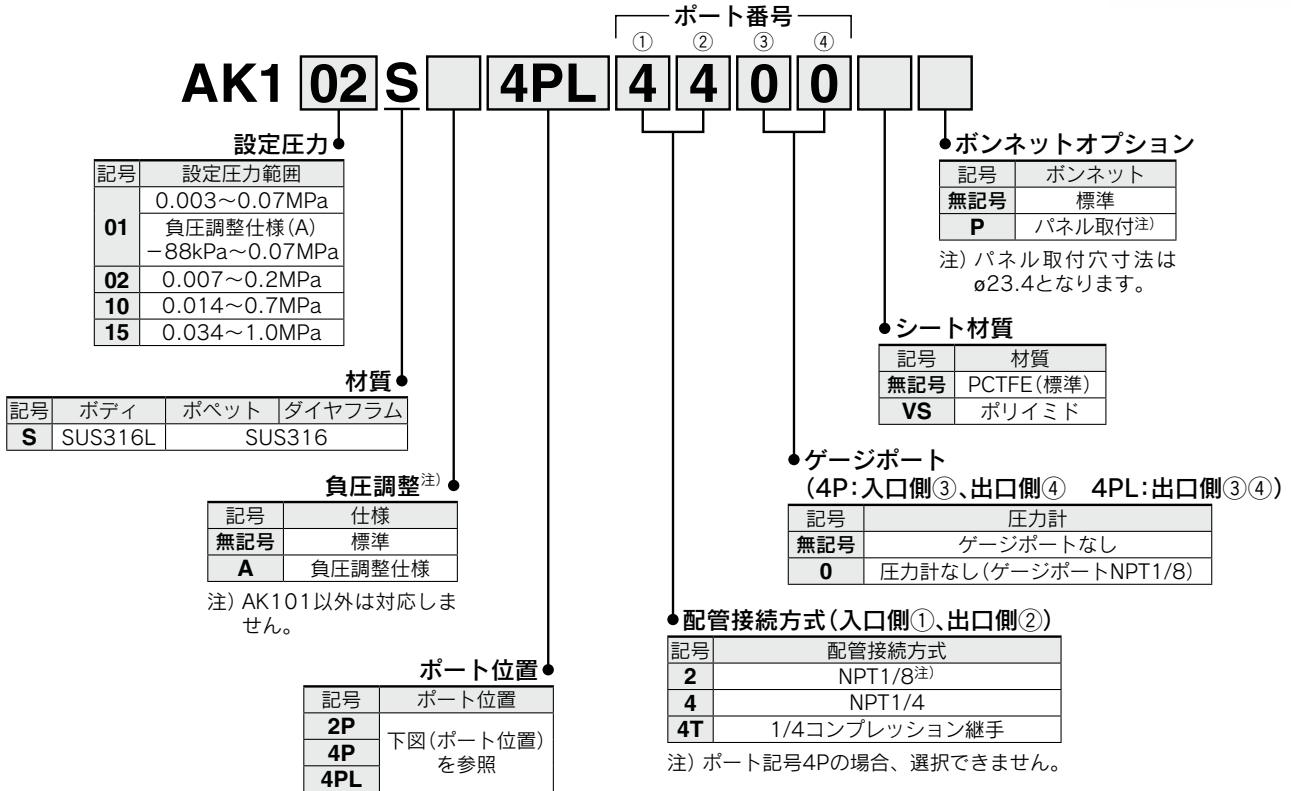 ポート番号
① ② ③ ④
AK1 02 S 4PL 4 4 0 0
設定圧力
記号 設定圧力範囲
01 0.003～0.07MPa
負圧調整仕様(A)
−88kPa～0.07MPa
02 0.007～0.2MPa
10 0.014～0.7MPa
15 0.034～1.0MPa
材質
記号 ボディ ポペット ダイヤフラム
S SUS316L SUS316
負圧調整注)
記号 仕様
無記号 標準
A 負圧調整仕様
注) AK101以外は対応しま
せん。
ポート位置
記号 ポート位置
2P
4P
4PL
下図(ポート位置)
を参照
ボンネットオプション
記号 ボンネット
無記号 標準
P パネル取付注)
注) パネル取付穴寸法は
ø23.4となります。
シート材質
記号 材質
無記号 PCTFE(標準)
VS ポリイミド
ゲージポート
(4P:入口側③、出口側④ 4PL:出口側③④)
記号 圧力計
無記号 ゲージポートなし
0 圧力計なし(ゲージポートNPT1/8)
配管接続方式(入口側①、出口側②)
記号 配管接続方式
2 NPT1/8注)
4 NPT1/4
4T 1/4コンプレッション継手
注) ポート記号4Pの場合、選択できません。